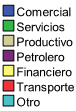 Comercial
Servicios
Productivo
Petrolero
Financiero
Transporte
Otro